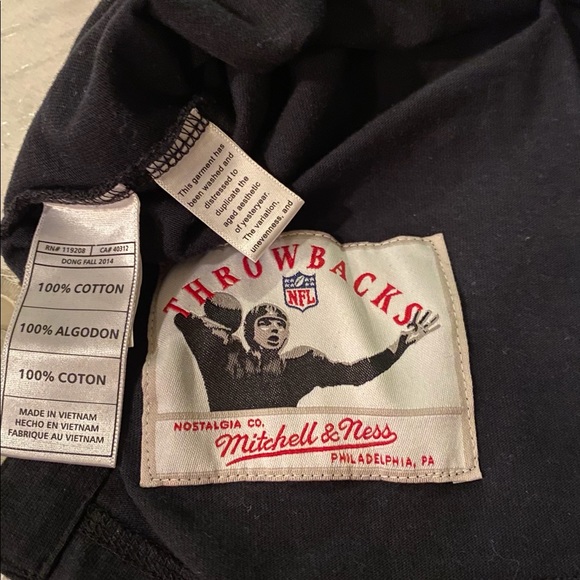 This garment has
been washed and
distressed to
duplicate the
aged aesthetic
of yesteryear.
The variation,
unevenness, and
RN# 119208 CA# 40312
DONG FALL 2014
100% COTTON
100% ALGODON
100% COTON
MADE IN VIETNAM
HECHO EN VIETNAM
FABRIQUE AU VIETNAM
THROWBACKS
NFL
NOSTALGIA CO.
Mitchell & Ness
PHILADELPHIA, PA